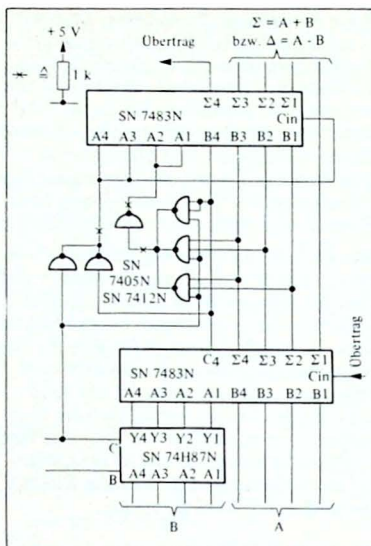 Σ = A + B
bzw. Δ = A - B
+ 5 V
Übertrag
1 k
Σ4 Σ3 Σ2 Σ1
SN 7483N Cin
A4 A3 A2 A1 B4 B3 B2 B1
SN
7405N
SN 7412N
Übertrag
C4 Σ4 Σ3 Σ2 Σ1
SN 7483N Cin
A4 A3 A2 A1 B4 B3 B2 B1
C Y4 Y3 Y2 Y1
SN 74H87N
B A4 A3 A2 A1
B A